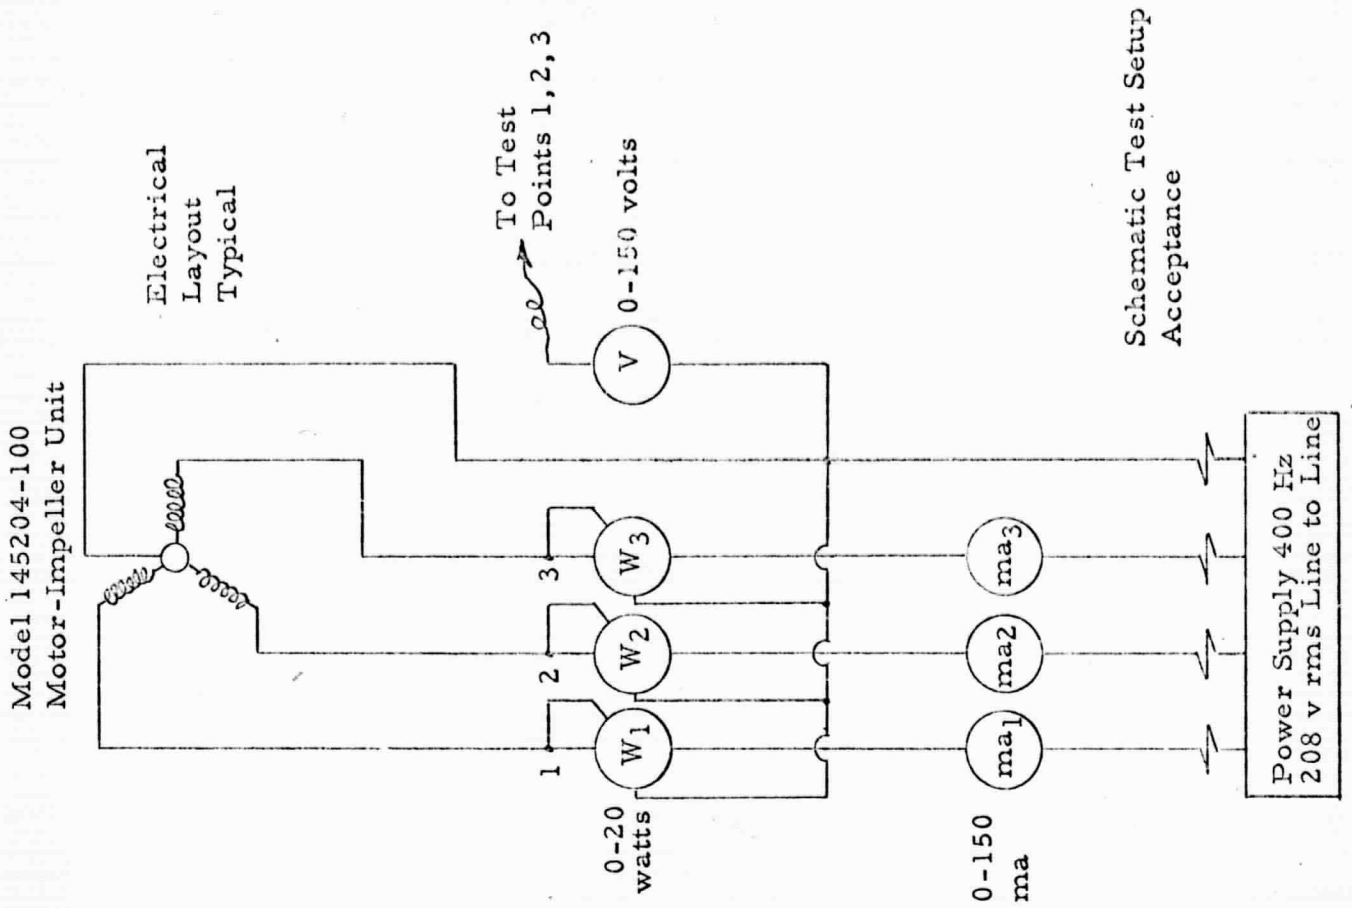 Model 145204-100
Motor-Impeller Unit
Electrical
Layout
Typical
To Test
Points 1, 2, 3
0-150 volts
V
1
2
3
W1
W2
W3
0-20
watts
ma1
ma2
ma3
0-150
ma
Schematic Test Setup
Acceptance
Power Supply 400 Hz
208 v rms Line to Line